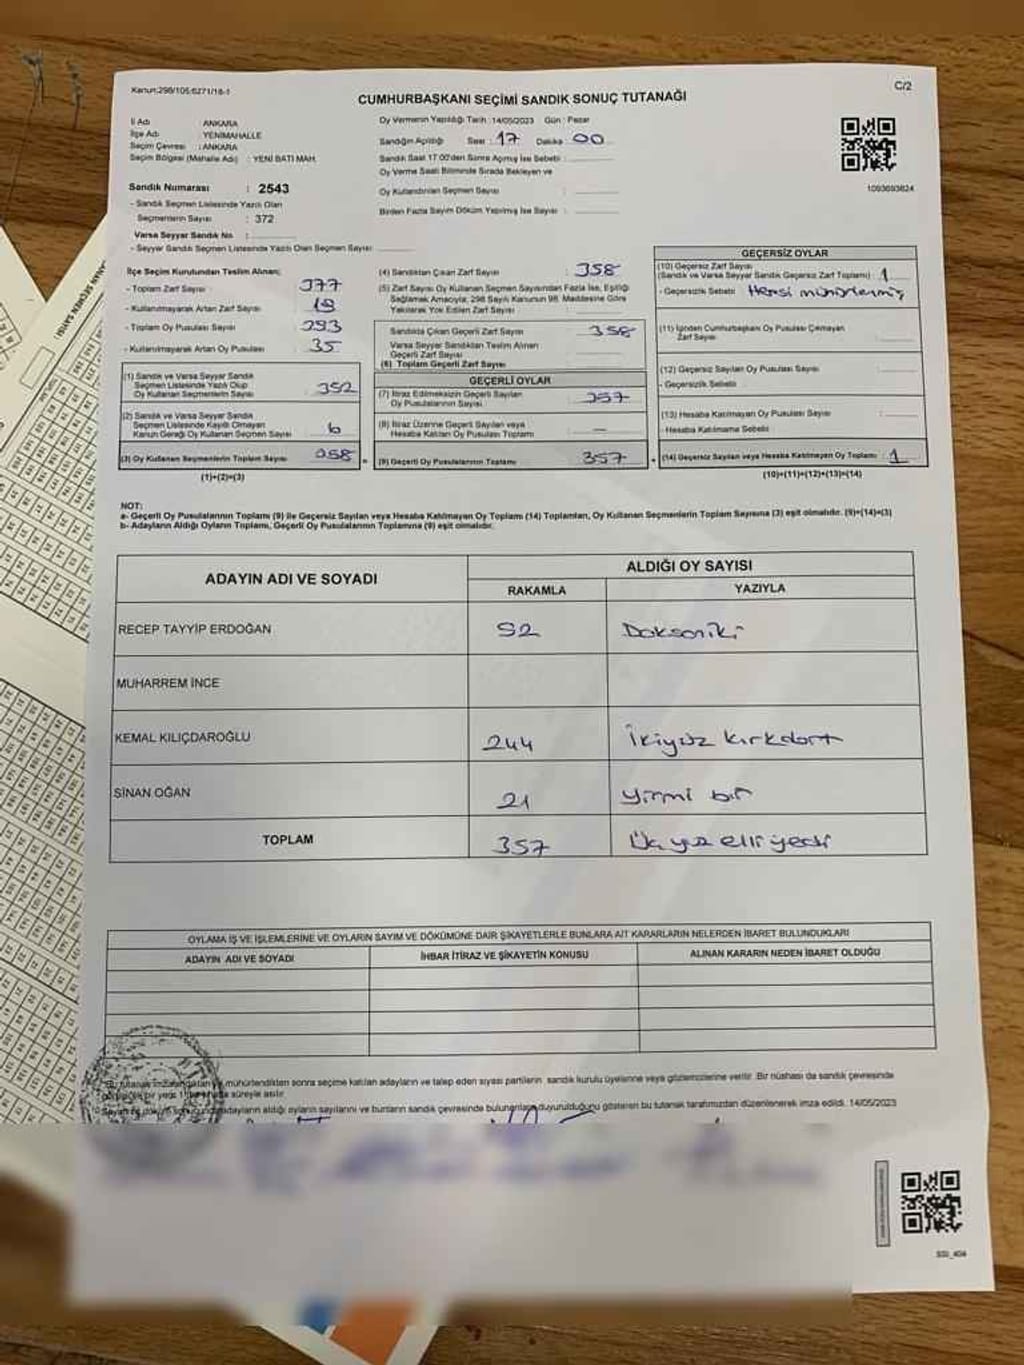 Kanun:298/105;6271/16-1
C/2
CUMHURBAŞKANI SEÇİMİ SANDIK SONUÇ TUTANAĞI
İl Adı : ANKARA
İlçe Adı : YENİMAHALLE
Seçim Çevresi : ANKARA
Seçim Bölgesi (Mahalle Adı) : YENİ BATI MAH.
Sandık Numarası : 2543
- Sandık Seçmen Listesinde Yazılı Olan
Seçmenlerin Sayısı : 372
Varsa Seyyar Sandık No :
- Seyyar Sandık Seçmen Listesinde Yazılı Olan Seçmen Sayısı :
Oy Vermenin Yapıldığı Tarih : 14/05/2023 Gün : Pazar
Sandığın Açıldığı Saat : 17 Dakika : 00
Sandık Saat 17.00'den Sonra Açılmış İse Sebebi :
Oy Verme Saati Bitiminde Sırada Bekleyen ve
Oy Kullandırılan Seçmen Sayısı :
Birden Fazla Sayım Döküm Yapılmış İse Sayısı :
1093693624
İlçe Seçim Kurulundan Teslim Alınan;
- Toplam Zarf Sayısı : 377
- Kullanılmayarak Artan Zarf Sayısı : 19
- Toplam Oy Pusulası Sayısı : 393
- Kullanılmayarak Artan Oy Pusulası : 35
(1) Sandık ve Varsa Seyyar Sandık
Seçmen Listesinde Yazılı Olup
Oy Kullanan Seçmenlerin Sayısı : 352
(2) Sandık ve Varsa Seyyar Sandık
Seçmen Listesinde Kayıtlı Olmayan
Kanun Gereği Oy Kullanan Seçmen Sayısı : 6
(3) Oy Kullanan Seçmenlerin Toplam Sayısı : 358
(1)+(2)=(3)
(4) Sandıktan Çıkan Zarf Sayısı : 358
(5) Zarf Sayısı Oy Kullanan Seçmen Sayısından Fazla İse, Eşitliği
Sağlamak Amacıyla, 298 Sayılı Kanunun 98. Maddesine Göre
Yakılarak Yok Edilen Zarf Sayısı :
Sandıkta Çıkan Geçerli Zarf Sayısı : 358
Varsa Seyyar Sandıktan Teslim Alınan
Geçerli Zarf Sayısı :
(6) Toplam Geçerli Zarf Sayısı :
GEÇERLİ OYLAR
(7) İtiraz Edilmeksizin Geçerli Sayılan
Oy Pusulalarının Sayısı : 357
(8) İtiraz Üzerine Geçerli Sayılan veya
Hesaba Katılan Oy Pusulası Toplamı : —
(9) Geçerli Oy Pusulalarının Toplamı : 357
GEÇERSİZ OYLAR
(10) Geçersiz Zarf Sayısı
(Sandık ve Varsa Seyyar Sandık Geçersiz Zarf Toplamı) : 1
- Geçersizlik Sebebi : Hepsi mühürlenmiş
(11) İçinden Cumhurbaşkanı Oy Pusulası Çıkmayan
Zarf Sayısı :
(12) Geçersiz Sayılan Oy Pusulası Sayısı :
- Geçersizlik Sebebi :
(13) Hesaba Katılmayan Oy Pusulası Sayısı :
- Hesaba Katılmama Sebebi :
(14) Geçersiz Sayılan veya Hesaba Katılmayan Oy Toplamı : 1
(10)+(11)+(12)+(13)=(14)
NOT:
a- Geçerli Oy Pusulalarının Toplamı (9) ile Geçersiz Sayılan veya Hesaba Katılmayan Oy Toplamı (14) Toplamları, Oy Kullanan Seçmenlerin Toplam Sayısına (3) eşit olmalıdır. (9)+(14)=(3)
b- Adayların Aldığı Oyların Toplamı, Geçerli Oy Pusulalarının Toplamına (9) eşit olmalıdır.
ADAYIN ADI VE SOYADI ALDIĞI OY SAYISI
RAKAMLA YAZIYLA
RECEP TAYYİP ERDOĞAN 92 Doksaniki
MUHARREM İNCE
KEMAL KILIÇDAROĞLU 244 İkiyüz kırkdört
SİNAN OĞAN 21 yirmi bir
TOPLAM 357 Üçyüz elli yedi
OYLAMA İŞ VE İŞLEMLERİNE VE OYLARIN SAYIM VE DÖKÜMÜNE DAİR ŞİKAYETLERLE BUNLARA AİT KARARLARIN NELERDEN İBARET BULUNDUKLARI
ADAYIN ADI VE SOYADI İHBAR İTİRAZ VE ŞİKAYETİN KONUSU ALINAN KARARIN NEDEN İBARET OLDUĞU
Bu tutanak imzalandıktan ve mühürlendikten sonra seçime katılan adayların ve talep eden siyasi partilerin sandık kurulu üyelerine veya gözlemcilerine verilir. Bir nüshası da sandık çevresinde
bir yere süreyle asılır.
Sayım ve döküm sonucunda adayların aldığı oyların sayılarını ve bunların sandık çevresinde bulunanlara duyurulduğunu gösteren bu tutanak tarafımızdan düzenlenerek imza edildi. 14/05/2023
SSI_404